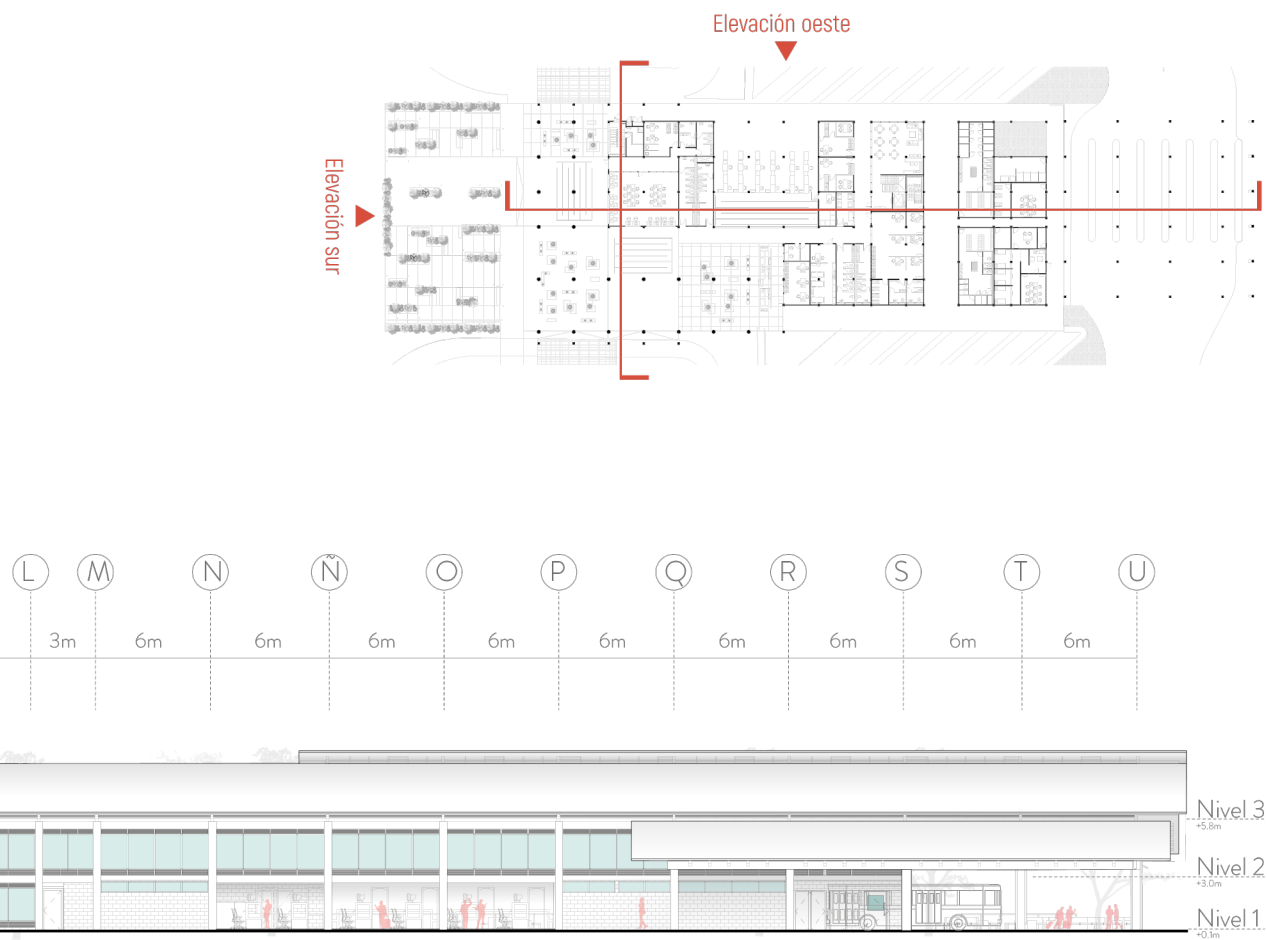 Elevación oeste
Elevación sur
L M N Ñ O P Q R S T U
3m 6m 6m 6m 6m 6m 6m 6m 6m 6m
Nivel 3
+5.8m
Nivel 2
+3.0m
Nivel 1
+0.1m